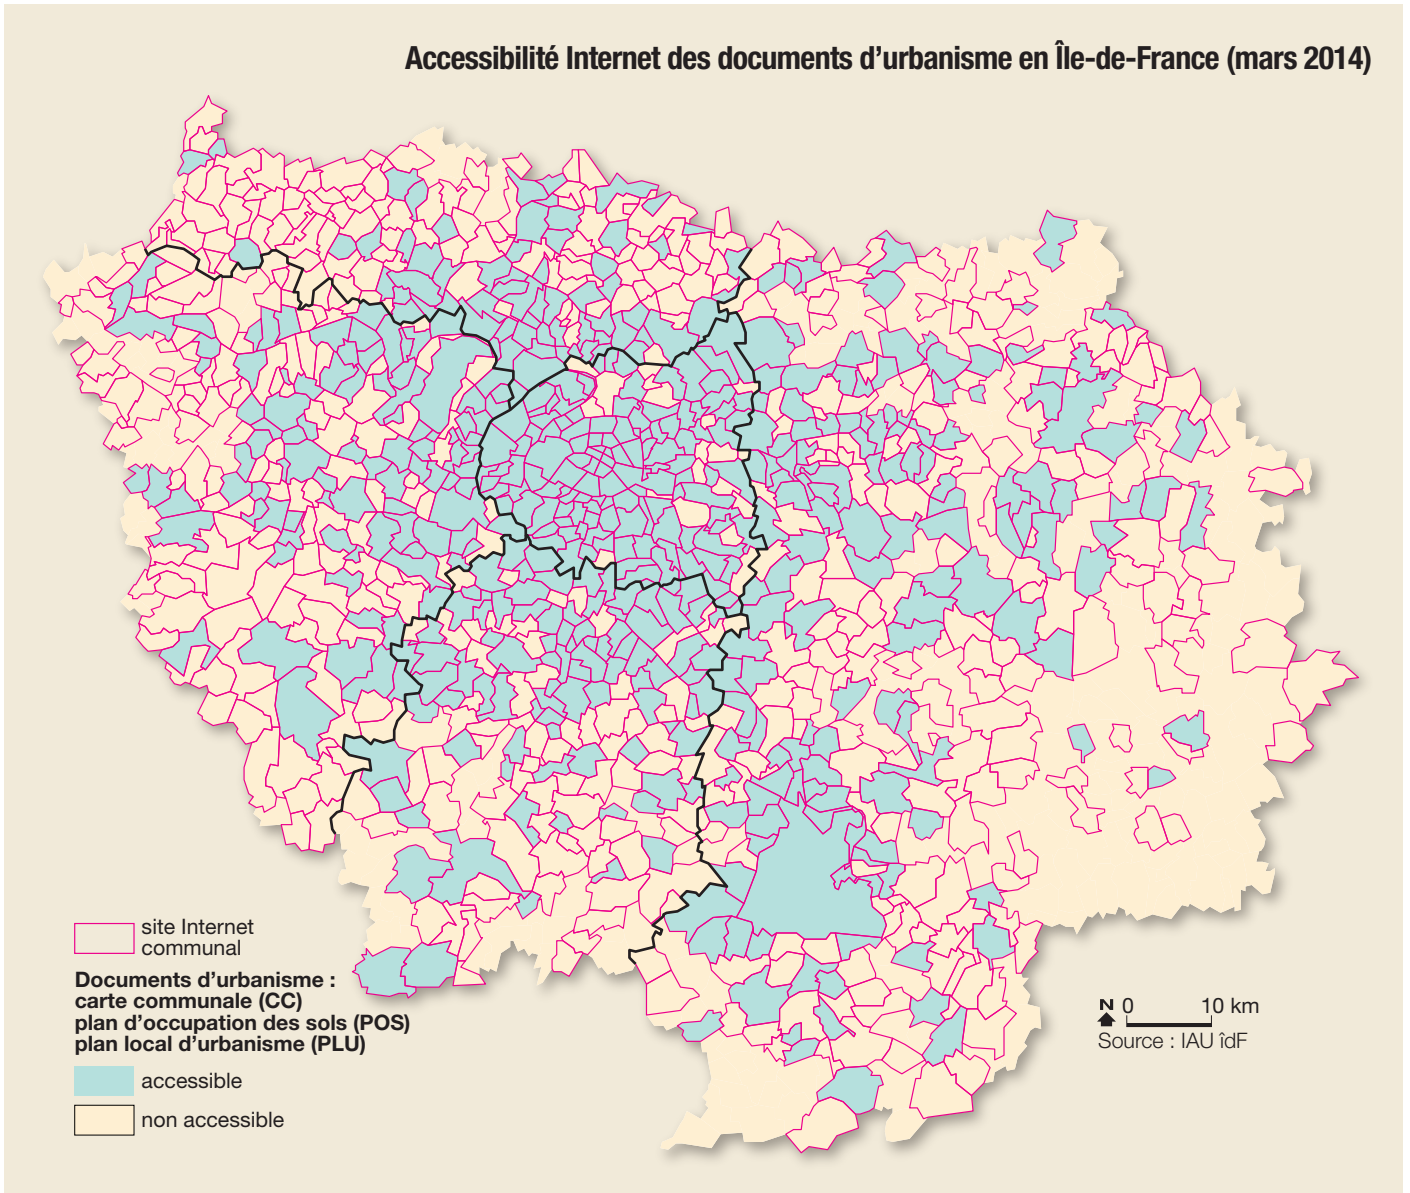 Accessibilité Internet des documents d’urbanisme en Île-de-France (mars 2014)
site Internet
communal
Documents d’urbanisme :
carte communale (CC)
plan d’occupation des sols (POS)
plan local d’urbanisme (PLU)
accessible
non accessible
N 0 10 km
Source : IAU îdF